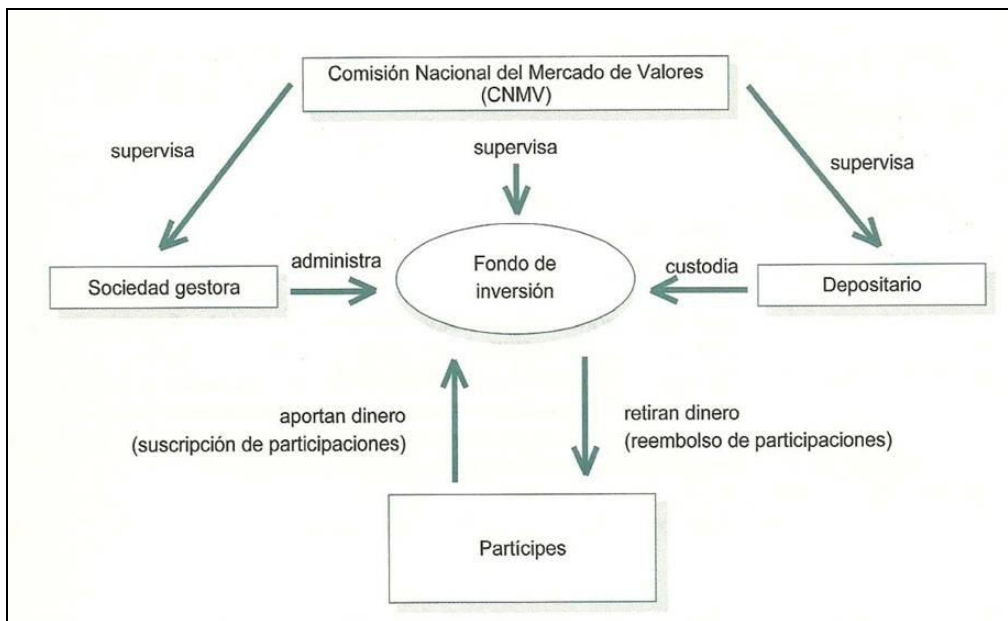 Comisión Nacional del Mercado de Valores
(CNMV)
supervisa
supervisa
supervisa
administra
Fondo de
inversión
custodia
Sociedad gestora
Depositario
aportan dinero
(suscripción de participaciones)
retiran dinero
(reembolso de participaciones)
Partícipes